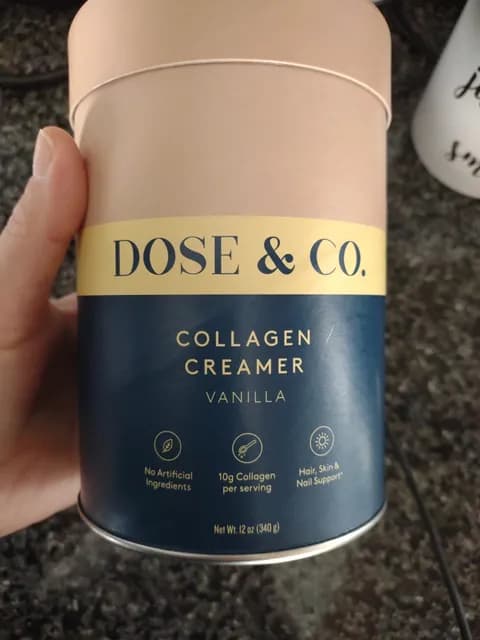 DOSE & CO.
COLLAGEN
CREAMER
VANILLA
No Artificial
Ingredients
10g Collagen
per serving
Hair, Skin &
Nail Support*
Net Wt. 12 oz (340 g)